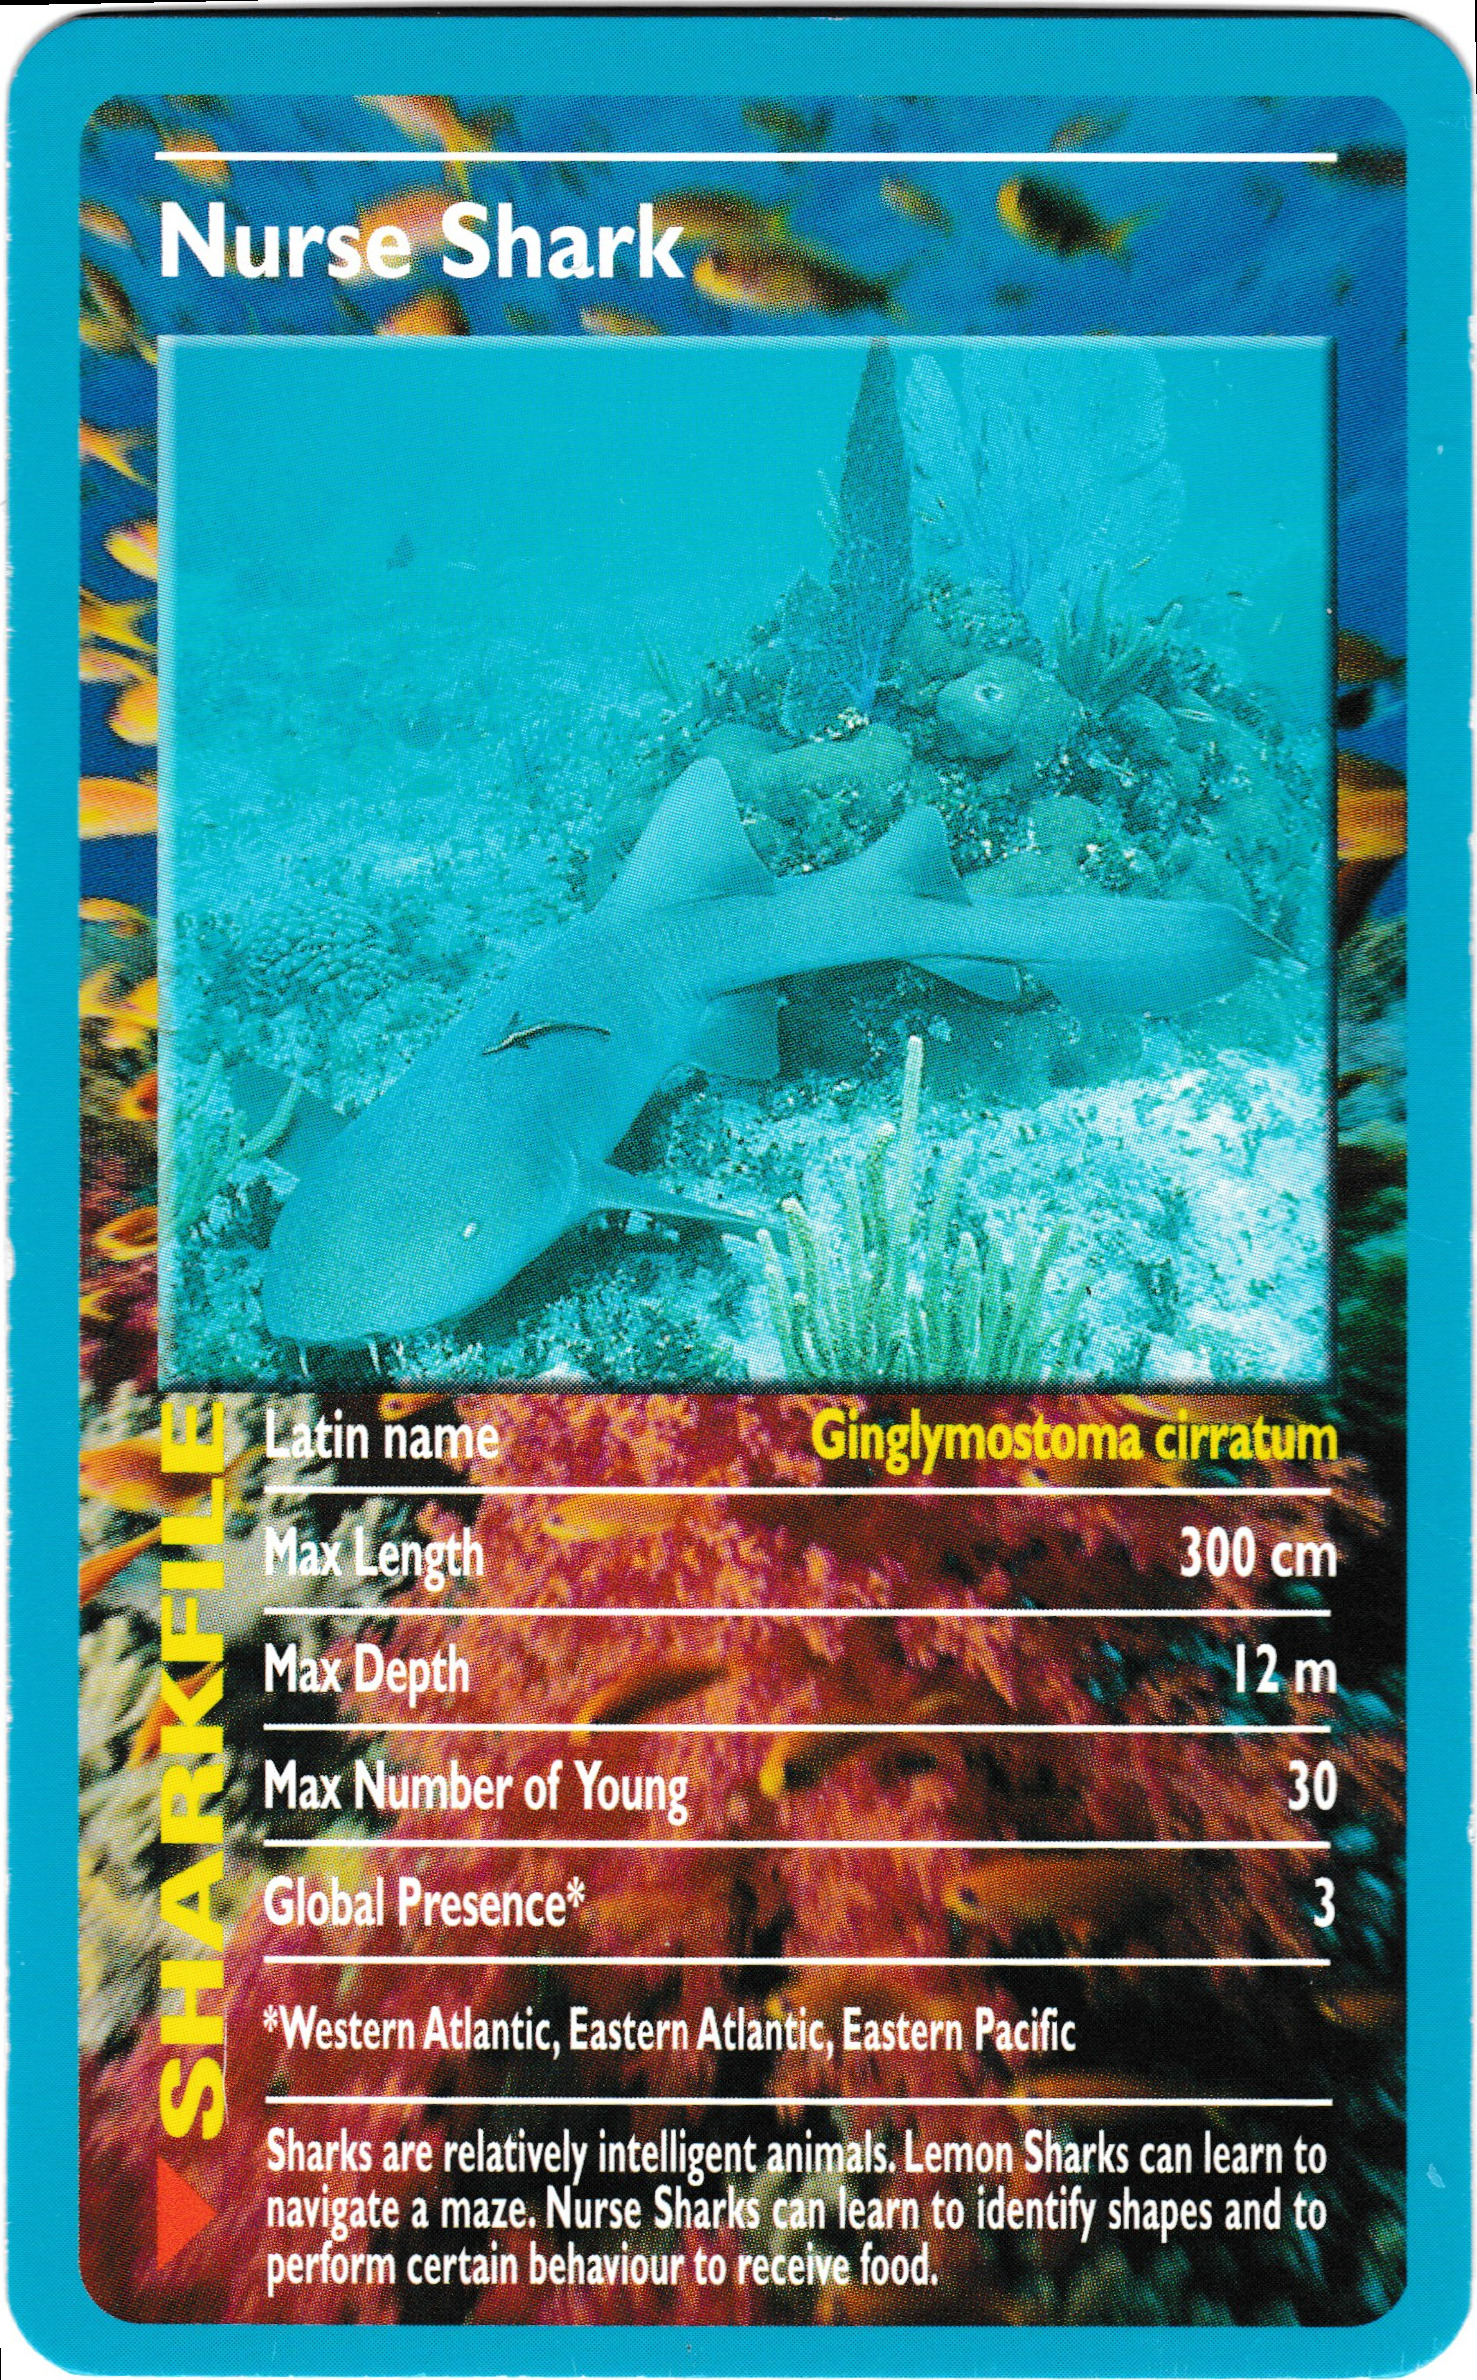 Nurse Shark
SHARKFILE
Latin name Ginglymostoma cirratum
Max Length 300 cm
Max Depth 12 m
Max Number of Young 30
Global Presence* 3
*Western Atlantic, Eastern Atlantic, Eastern Pacific
Sharks are relatively intelligent animals. Lemon Sharks can learn to
navigate a maze. Nurse Sharks can learn to identify shapes and to
perform certain behaviour to receive food.